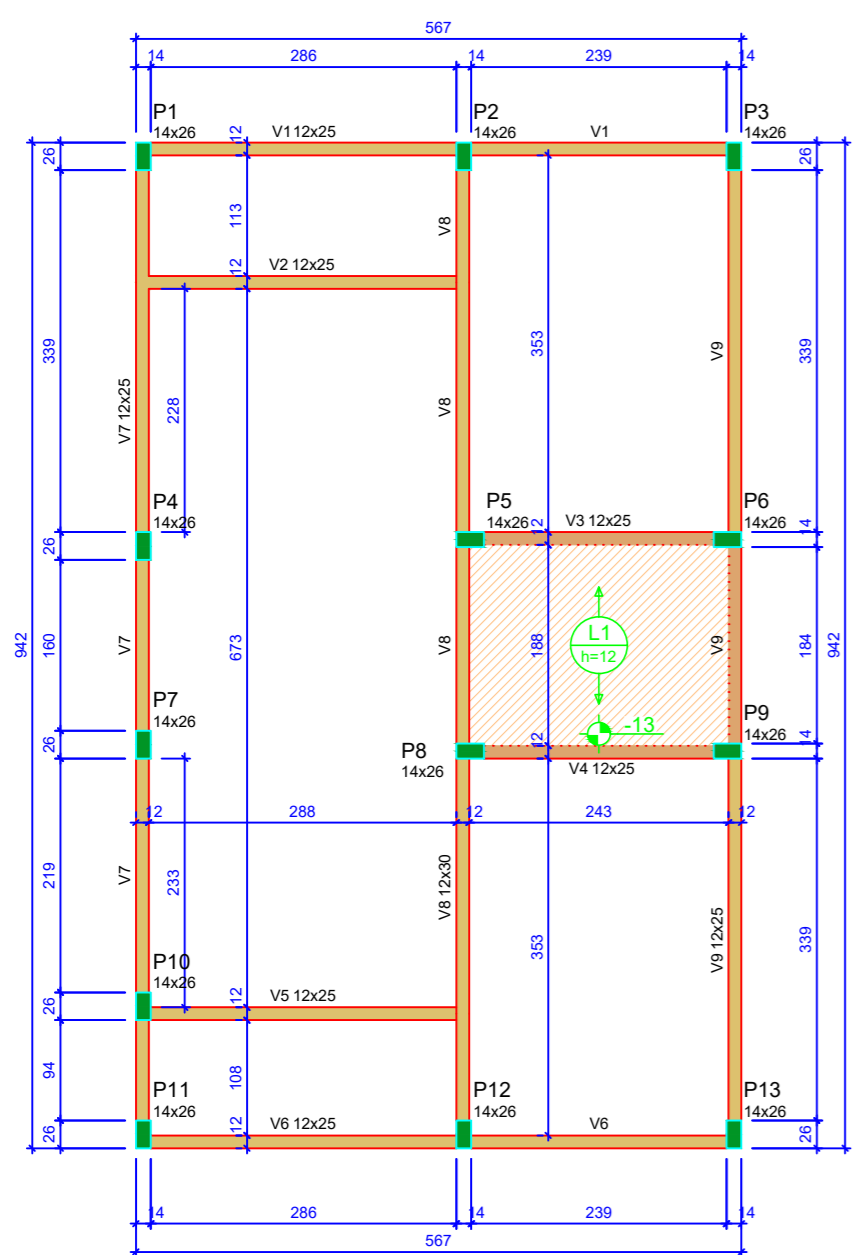 567
14 286 14 239 14
P1 P2 P3
14x26 V1 12x25 14x26 V1 14x26
12
26 26
113 V8
12 V2 12x25
339 353 V9 339
V7 12x25 228 V8
P4 P5 P6
14x26 14x26 12 V3 12x25 14x26 14
26
942 160 V7 673 V8 188 L1 V9 184 942
h=12
P7 -13 P9
14x26 P8 12 14x26 14
26 14x26 V4 12x25
12 288 12 243 12
219 V7 233 V8 12x30 353 V9 12x25 339
P10
14x26
26 12 V5 12x25
94 108
P11 P12 P13
14x26 14x26 14x26
26 12 V6 12x25 V6 26
14 286 14 239 14
567